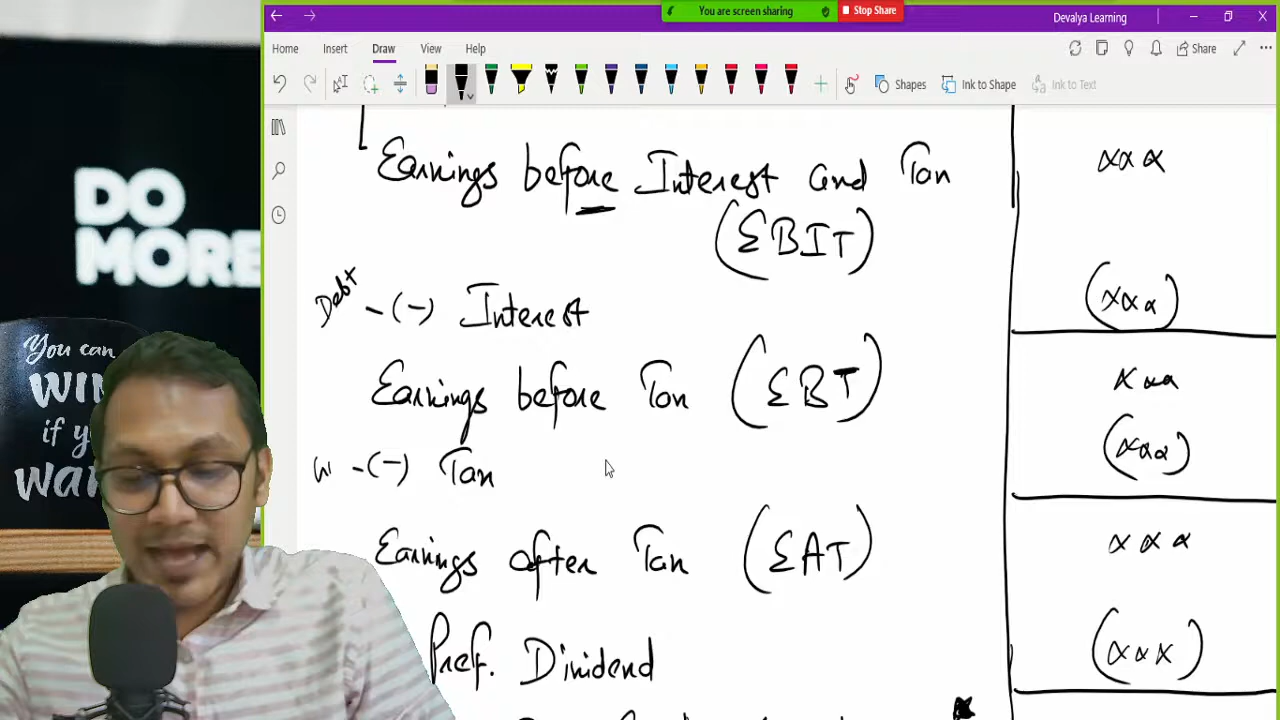 You are screen sharing
Stop Share
Devalya Learning
Home Insert Draw View Help
Share
Shapes
Ink to Shape
Ink to Text
Earnings before Interest and Tax xxx
(EBIT)
Debt -(-) Interest (xxx)
Earnings before Tax (EBT) xxx
-(-) Tax (xxx)
Earnings after Tax (EAT) xxx
Pref. Dividend (xxx)
DO
MORE
You can
WIN
if